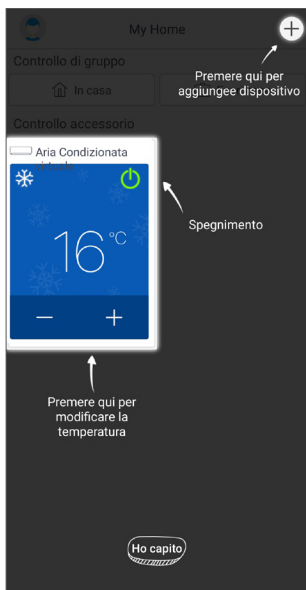 My Home
+
Controllo di gruppo
Premere qui per
aggiungee dispositivo
In casa
Controllo accessorio
Aria Condizionata
16°C
Spegnimento
− +
Premere qui per
modificare la
temperatura
Ho capito